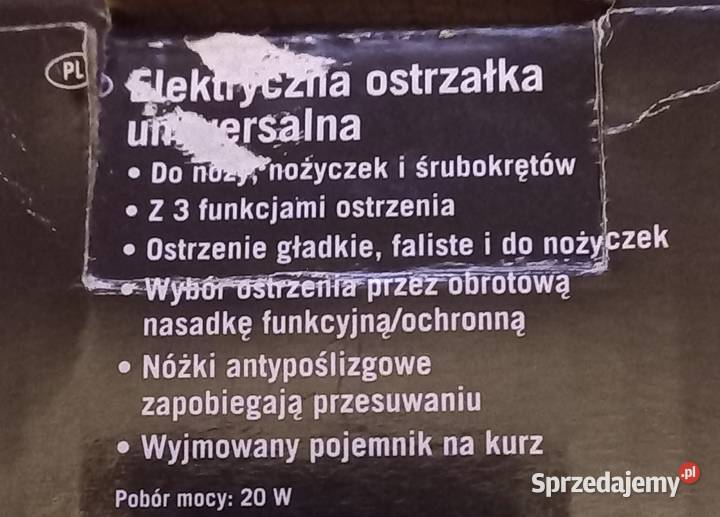 PL
Elektryczna ostrzałka
uniwersalna
• Do noży, nożyczek i śrubokrętów
• Z 3 funkcjami ostrzenia
• Ostrzenie gładkie, faliste i do nożyczek
• Wybór ostrzenia przez obrotową
nasadkę funkcyjną/ochronną
• Nóżki antypoślizgowe
zapobiegają przesuwaniu
• Wyjmowany pojemnik na kurz
Pobór mocy: 20 W
Sprzedajemy.pl